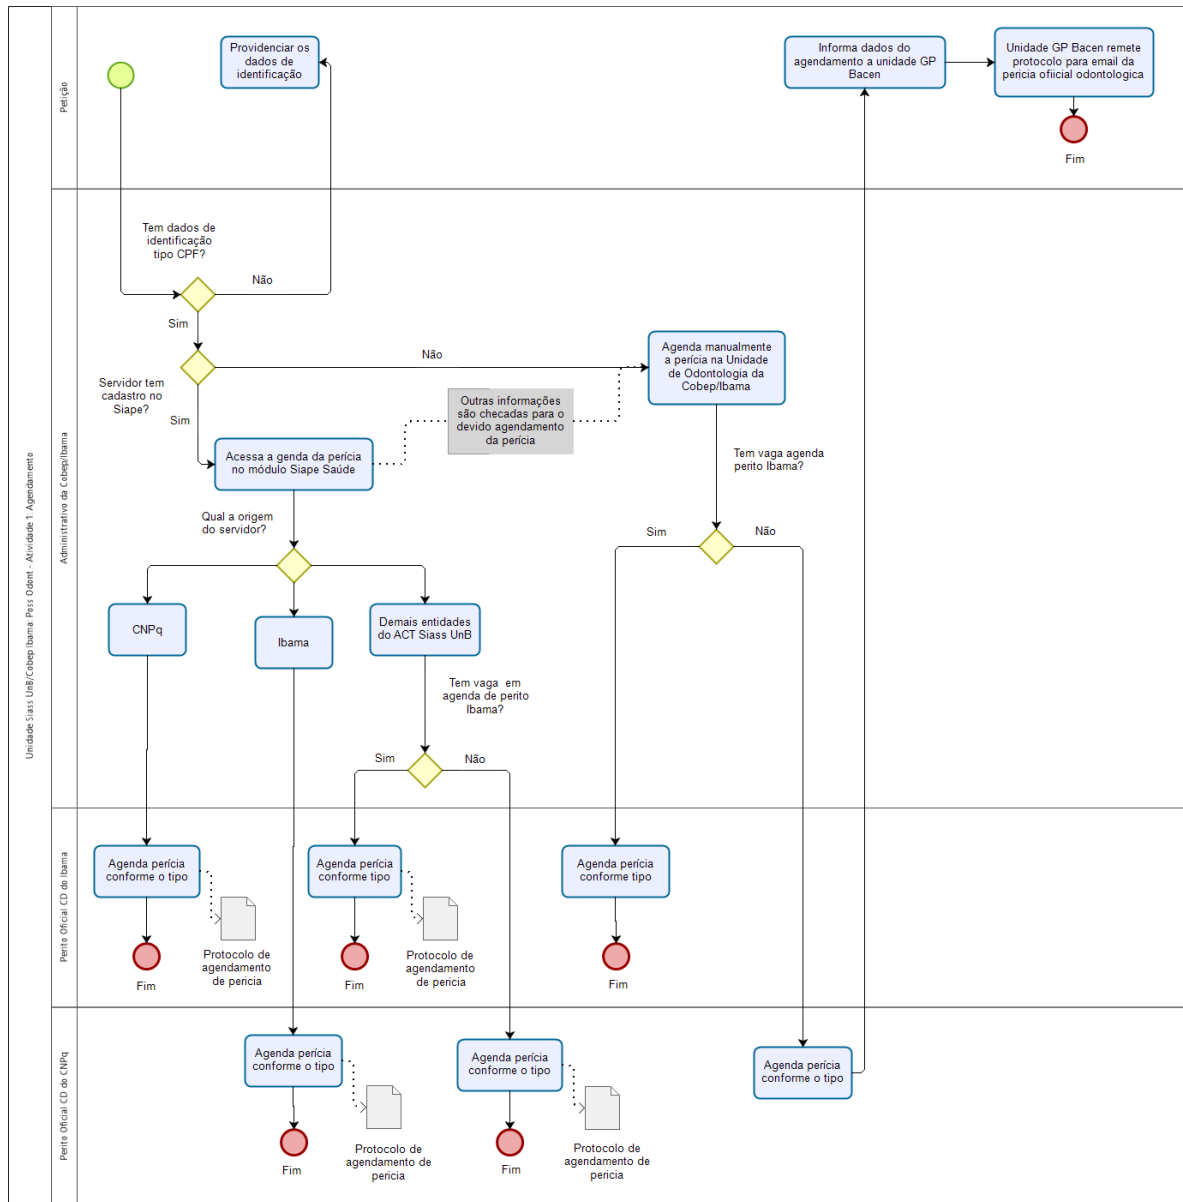 Unidade Siass UnB/Cobep Ibama: Poss Odont - Atividade 1: Agendamento
Petição
Providenciar os
dados de
identificação
Informa dados do
agendamento a unidade GP
Bacen
Unidade GP Bacen remete
protocolo para email da
pericia ofiicial odontologica
Fim
Administrativo da Cobep/Ibama
Tem dados de
identificação
tipo CPF?
Não
Sim
Servidor tem
cadastro no
Siape?
Não
Sim
Agenda manualmente
a perícia na Unidade
de Odontologia da
Cobep/Ibama
Outras informações
são checadas para o
devido agendamento
da perícia
Acessa a genda da perícia
no módulo Siape Saúde
Tem vaga agenda
perito Ibama?
Qual a origem
do servidor?
Sim
Não
CNPq
Ibama
Demais entidades
do ACT Siass UnB
Tem vaga em
agenda de perito
Ibama?
Sim
Não
Perito Oficial CD do Ibama
Agenda perícia
conforme o tipo
Agenda perícia
conforme tipo
Agenda perícia
conforme tipo
Protocolo de
agendamento
de pericia
Protocolo de
agendamento
de pericia
Fim
Fim
Fim
Perito Oficial CD do CNPq
Agenda perícia
conforme o tipo
Agenda perícia
conforme o tipo
Agenda perícia
conforme o tipo
Protocolo de
agendamento de
pericia
Protocolo de
agendamento de
pericia
Fim
Fim